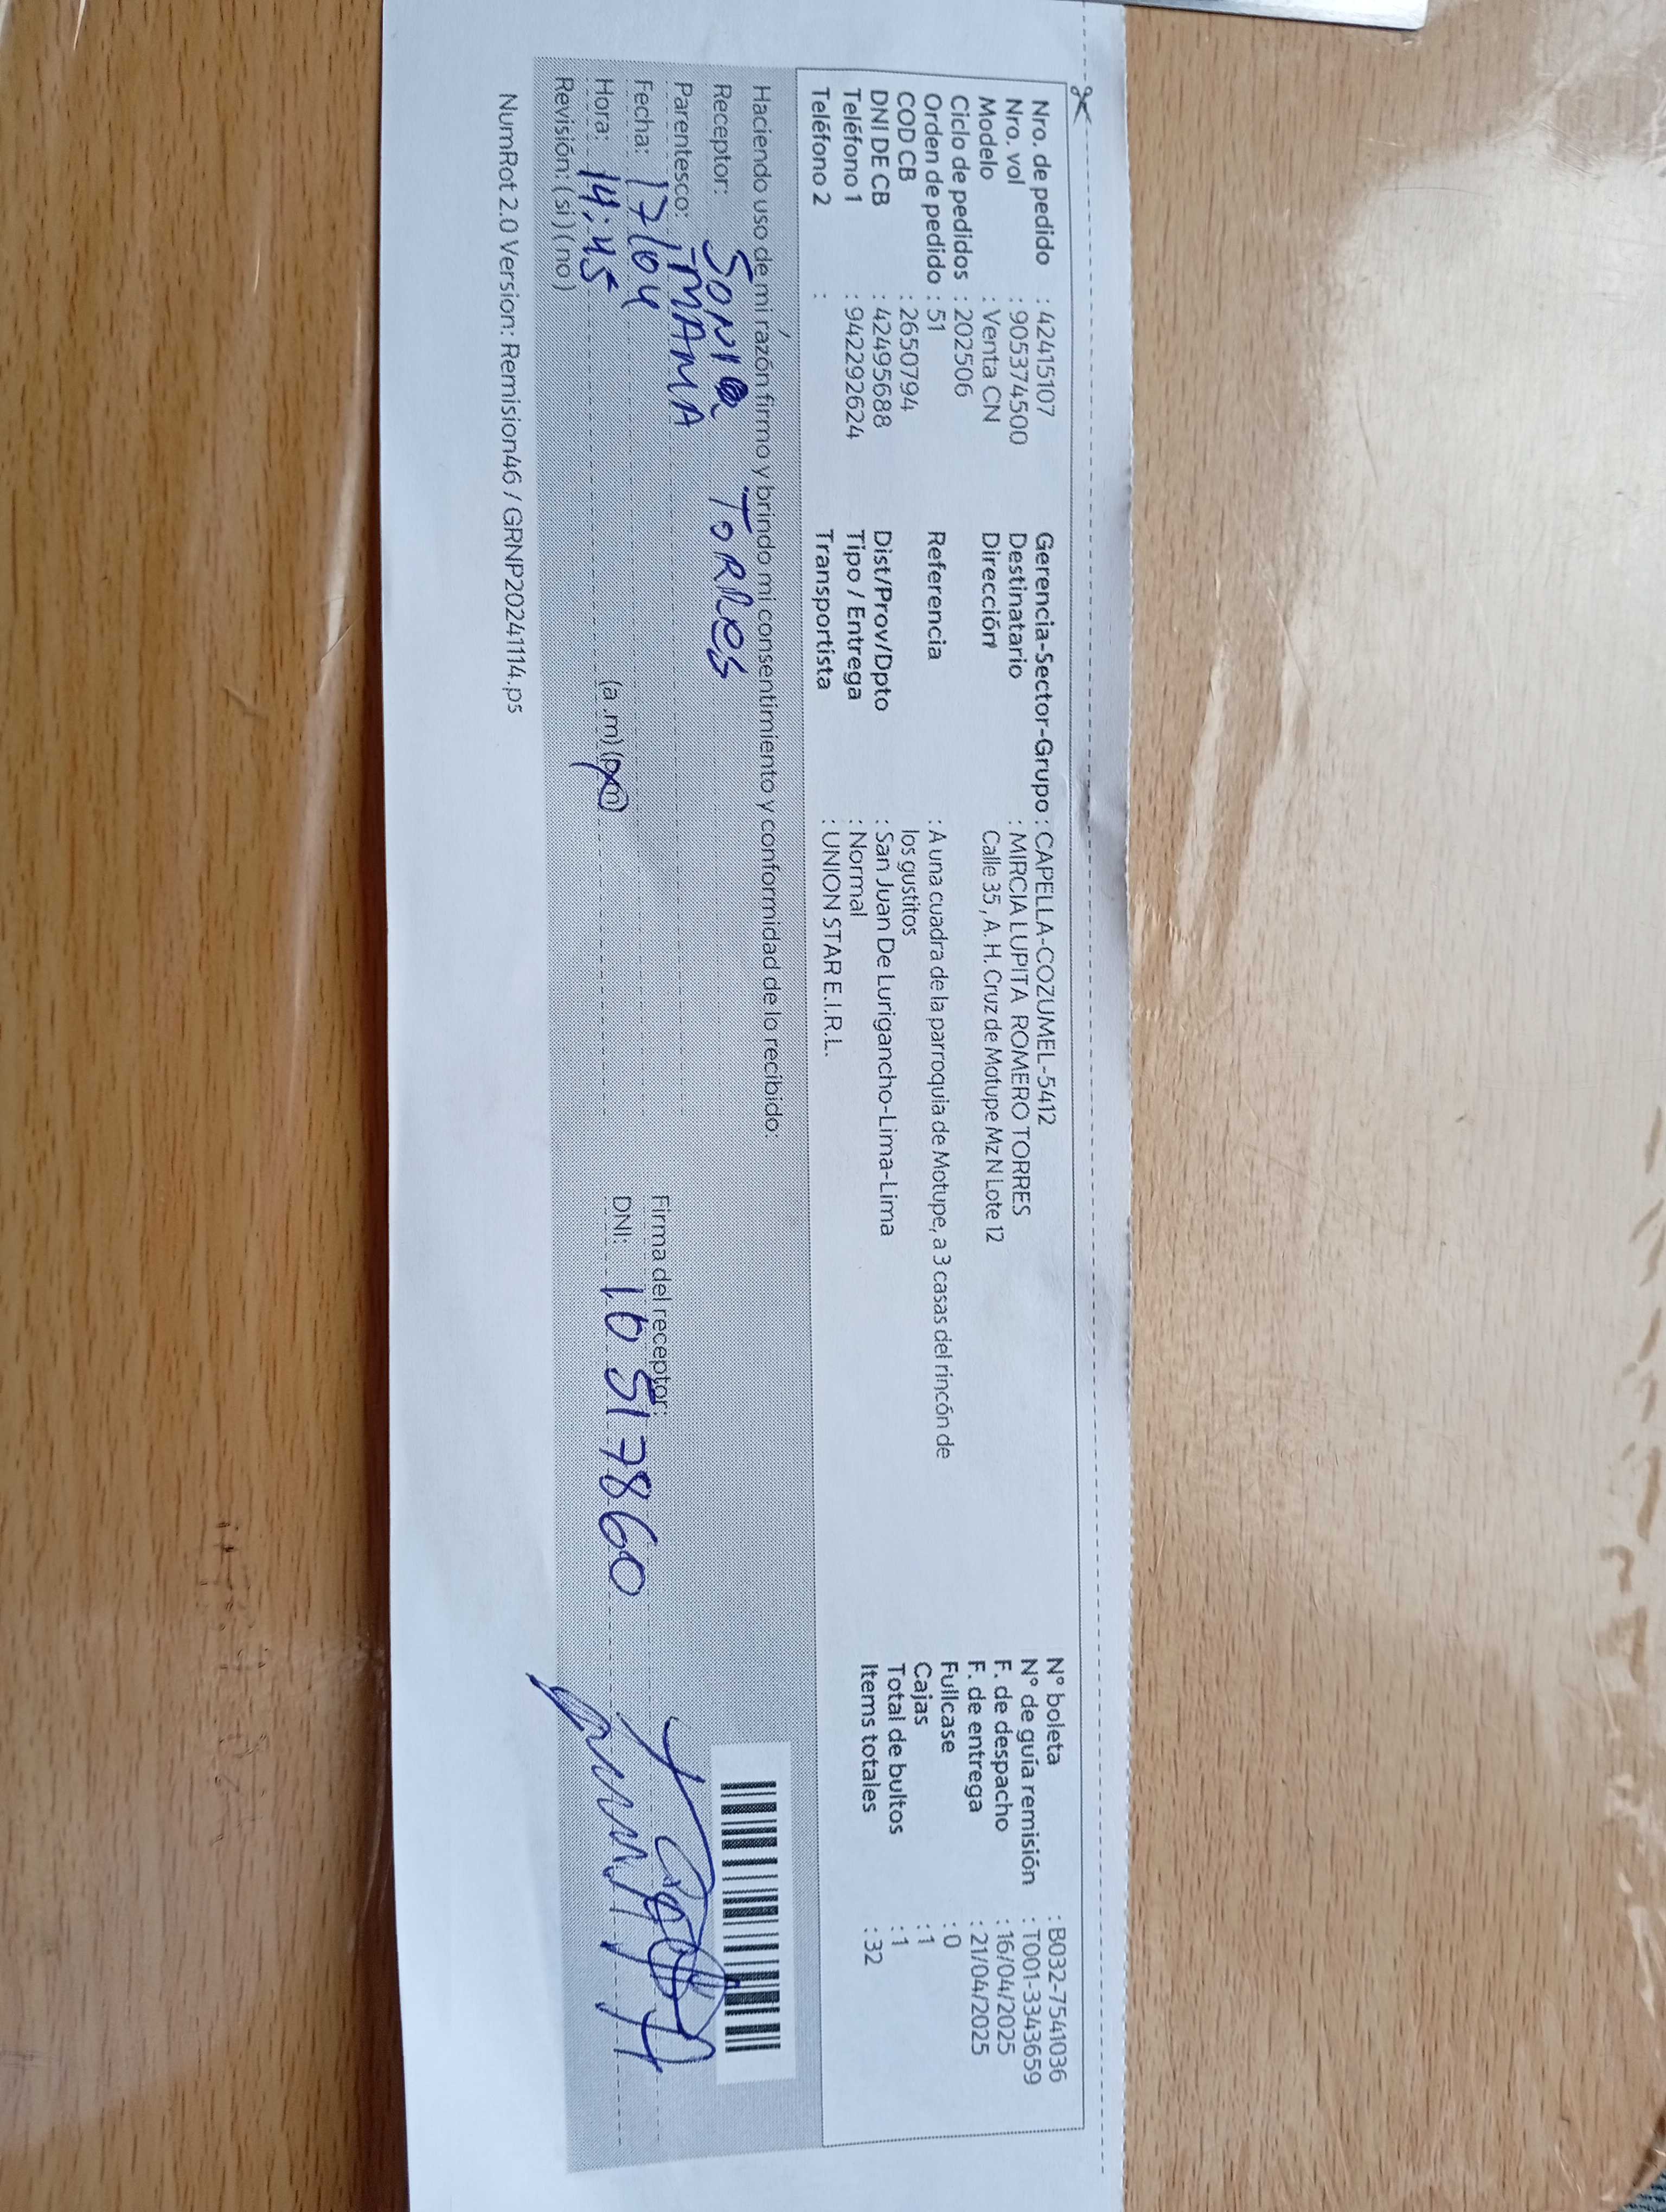 Nro. de pedido : 42415107
Nro. vol : 905374500
Modelo : Venta CN
Ciclo de pedidos : 202506
Orden de pedido : 51
COD CB : 2650794
DNI DE CB : 42495688
Teléfono 1 : 942292624
Teléfono 2 :
Gerencia-Sector-Grupo : CAPELLA-COZUMEL-5412
Destinatario : MIRCIA LUPITA ROMERO TORRES
Dirección Calle 35 , A. H. Cruz de Motupe Mz N Lote 12
Referencia : A una cuadra de la parroquia de Motupe, a 3 casas del rincón de
los gustitos
Dist/Prov/Dpto : San Juan De Lurigancho-Lima-Lima
Tipo / Entrega : Normal
Transportista : UNION STAR E.I.R.L.
N° boleta : B032-7541036
N° de guía remisión : T001-3343659
F. de despacho : 16/04/2025
F. de entrega : 21/04/2025
Fullcase : 0
Cajas : 1
Total de bultos : 1
Items totales : 32
Haciendo uso de mi razón firmo y brindo mi consentimiento y conformidad de lo recibido:
Receptor: SONIA TORRES
Parentesco: MAMA
Fecha: 17/04
Hora: 14:45 (a.m) (p.m)
Revisión: (si) (no)
Firma del receptor:
DNI: 10517860
NumRot 2.0 Version: Remision46 / GRNP20241114.ps